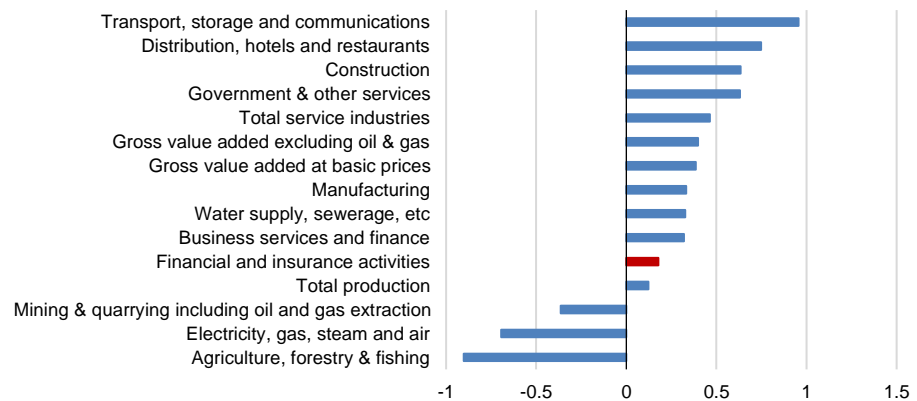 Transport, storage and communications
Distribution, hotels and restaurants
Construction
Government & other services
Total service industries
Gross value added excluding oil & gas
Gross value added at basic prices
Manufacturing
Water supply, sewerage, etc
Business services and finance
Financial and insurance activities
Total production
Mining & quarrying including oil and gas extraction
Electricity, gas, steam and air
Agriculture, forestry & fishing
-1 -0.5 0 0.5 1 1.5